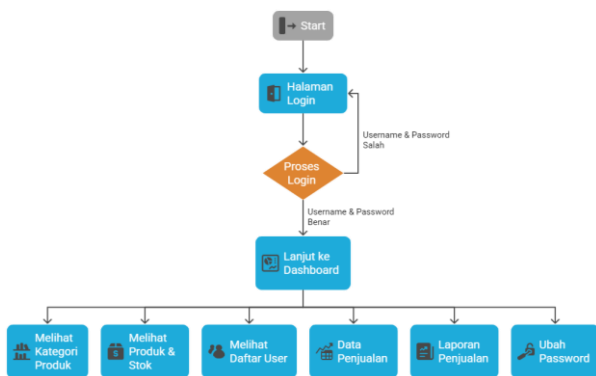 Start
Halaman
Login
Username & Password
Salah
Proses
Login
Username & Password
Benar
Lanjut ke
Dashboard
Melihat
Kategori
Produk
Melihat
Produk &
Stok
Melihat
Daftar User
Data
Penjualan
Laporan
Penjualan
Ubah
Password